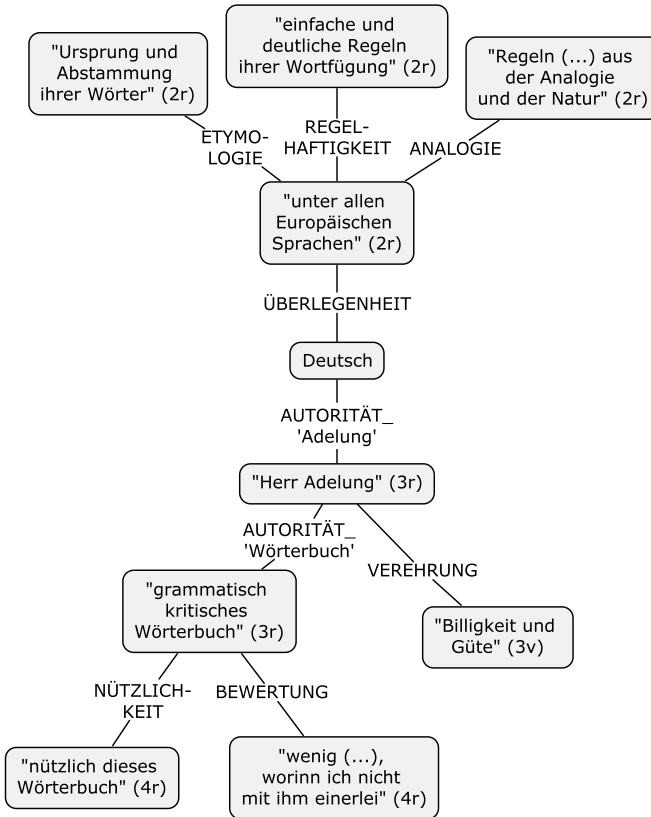 "Ursprung und
Abstammung
ihrer Wörter" (2r)
"einfache und
deutliche Regeln
ihrer Wortfügung" (2r)
"Regeln (...) aus
der Analogie
und der Natur" (2r)
ETYMO-
LOGIE
REGEL-
HAFTIGKEIT
ANALOGIE
"unter allen
Europäischen
Sprachen" (2r)
ÜBERLEGENHEIT
Deutsch
AUTORITÄT_
'Adelung'
"Herr Adelung" (3r)
AUTORITÄT_
'Wörterbuch'
VEREHRUNG
"grammatisch
kritisches
Wörterbuch" (3r)
"Billigkeit und
Güte" (3v)
NÜTZLICH-
KEIT
BEWERTUNG
"nützlich dieses
Wörterbuch" (4r)
"wenig (...),
worinn ich nicht
mit ihm einerlei" (4r)